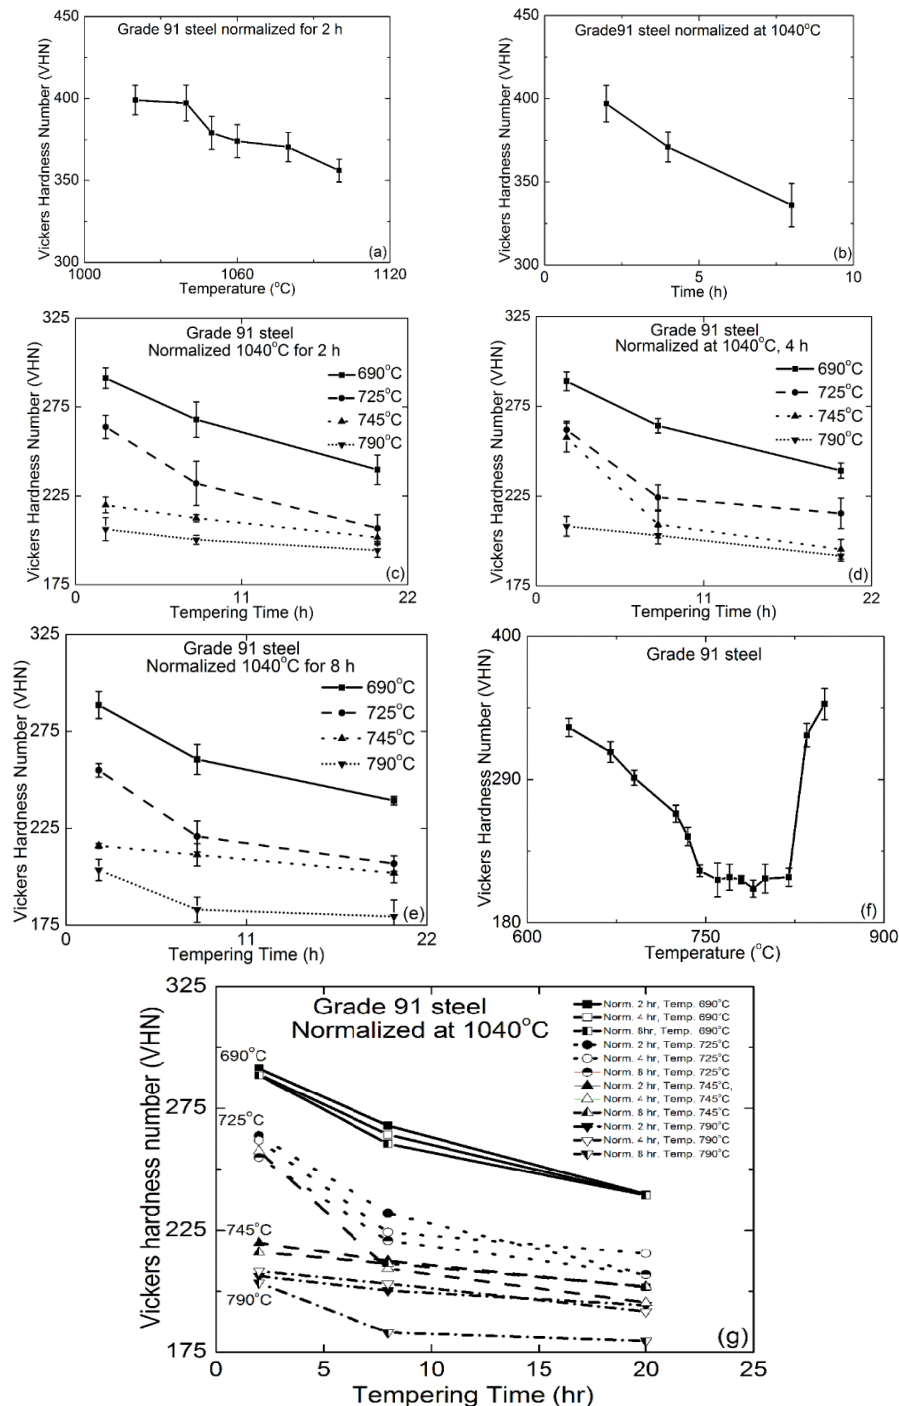 Grade 91 steel normalized for 2 h
Vickers Hardness Number (VHN)
450
400
350
300
1000
1060
1120
Temperature (°C)
(a)
Grade91 steel normalized at 1040°C
Vickers Hardness Number (VHN)
450
400
350
300
0
5
10
Time (h)
(b)
Grade 91 steel
Normalized 1040°C for 2 h
690°C
725°C
745°C
790°C
Vickers Hardness Number (VHN)
325
275
225
175
0
11
22
Tempering Time (h)
(c)
Grade 91 steel
Normalized at 1040°C, 4 h
690°C
725°C
745°C
790°C
Vickers Hardness Number (VHN)
325
275
225
175
0
11
22
Tempering Time (h)
(d)
Grade 91 steel
Normalized 1040°C for 8 h
690°C
725°C
745°C
790°C
Vickers Hardness Number (VHN)
325
275
225
175
0
11
22
Tempering Time (h)
(e)
Grade 91 steel
Vickers Hardness Number (VHN)
400
290
180
600
750
900
Temperature (°C)
(f)
Grade 91 steel
Normalized at 1040°C
Norm. 2 hr, Temp. 690°C
Norm. 4 hr, Temp. 690°C
Norm. 8hr, Temp. 690°C
Norm. 2 hr, Temp. 725°C
Norm. 4 hr, Temp. 725°C
Norm. 8 hr, Temp. 725°C
Norm. 2 hr, Temp. 745°C,
Norm. 4 hr, Temp. 745°C
Norm. 8 hr, Temp. 745°C
Norm. 2 hr, Temp. 790°C
Norm. 4 hr, Temp. 790°C
Norm. 8 hr, Temp. 790°C
690°C
725°C
745°C
790°C
Vickers hardness number (VHN)
325
275
225
175
0
5
10
15
20
25
Tempering Time (hr)
(g)